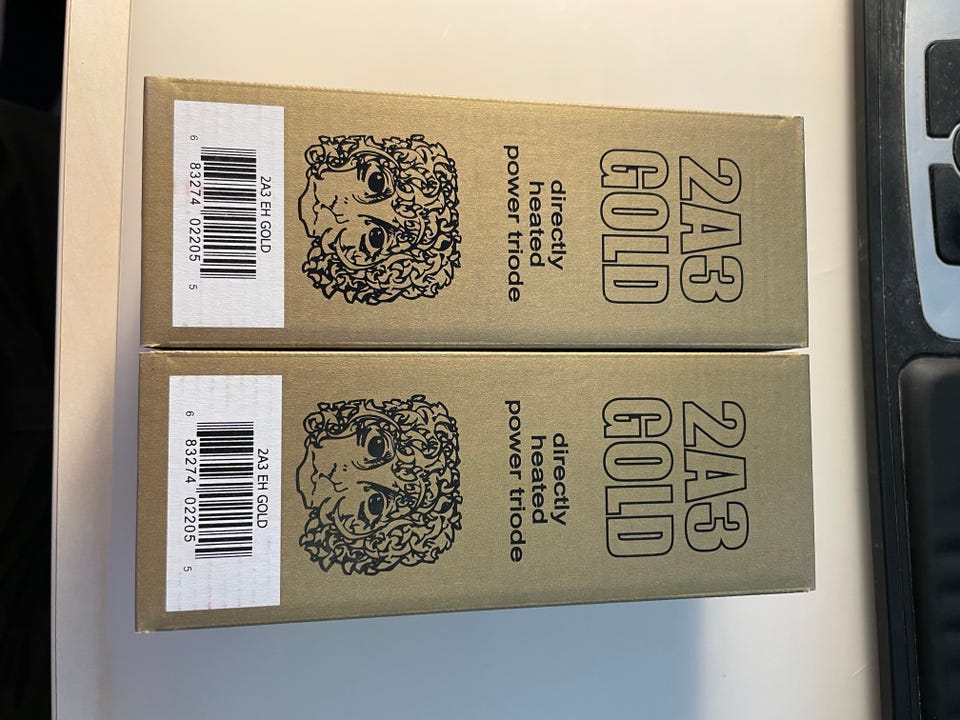 2A3
GOLD
directly
heated
power triode
2A3 EH GOLD
6 83274 02205 5
2A3
GOLD
directly
heated
power triode
2A3 EH GOLD
6 83274 02205 5